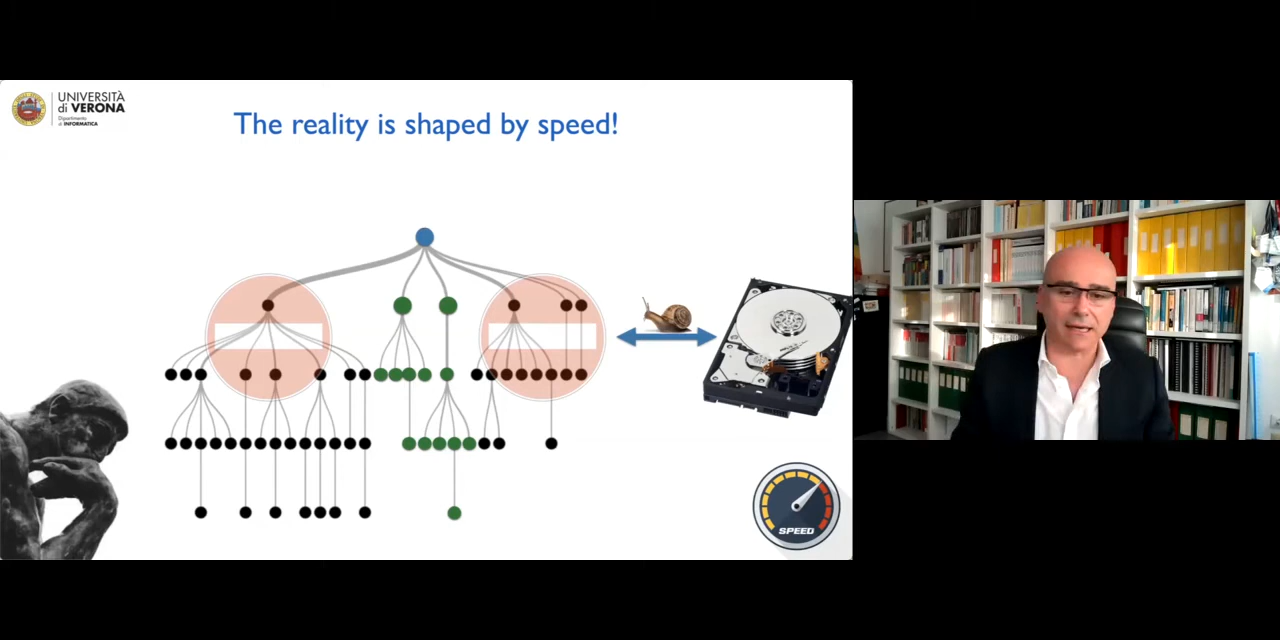 UNIVERSITÀ
di VERONA
Dipartimento
di INFORMATICA
The reality is shaped by speed!
SPEED